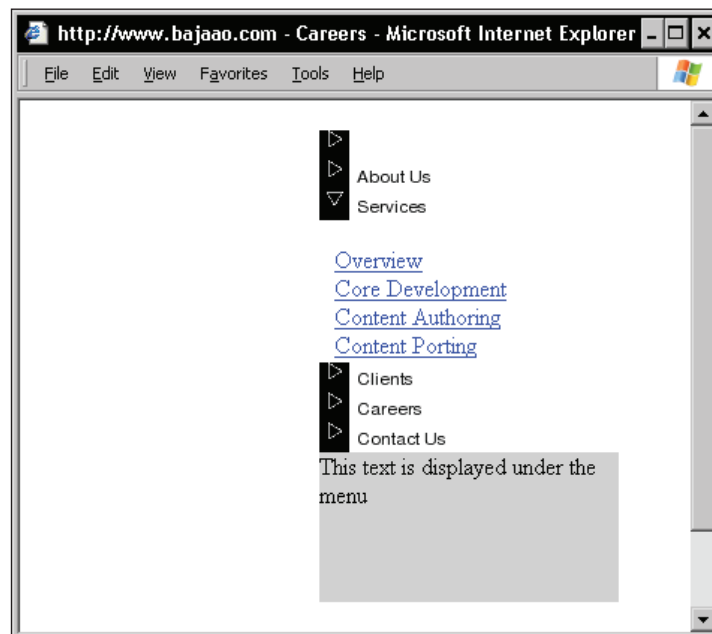 http://www.bajaao.com - Careers - Microsoft Internet Explorer
File Edit View Favorites Tools Help
About Us
Services
Overview
Core Development
Content Authoring
Content Porting
Clients
Careers
Contact Us
This text is displayed under the
menu